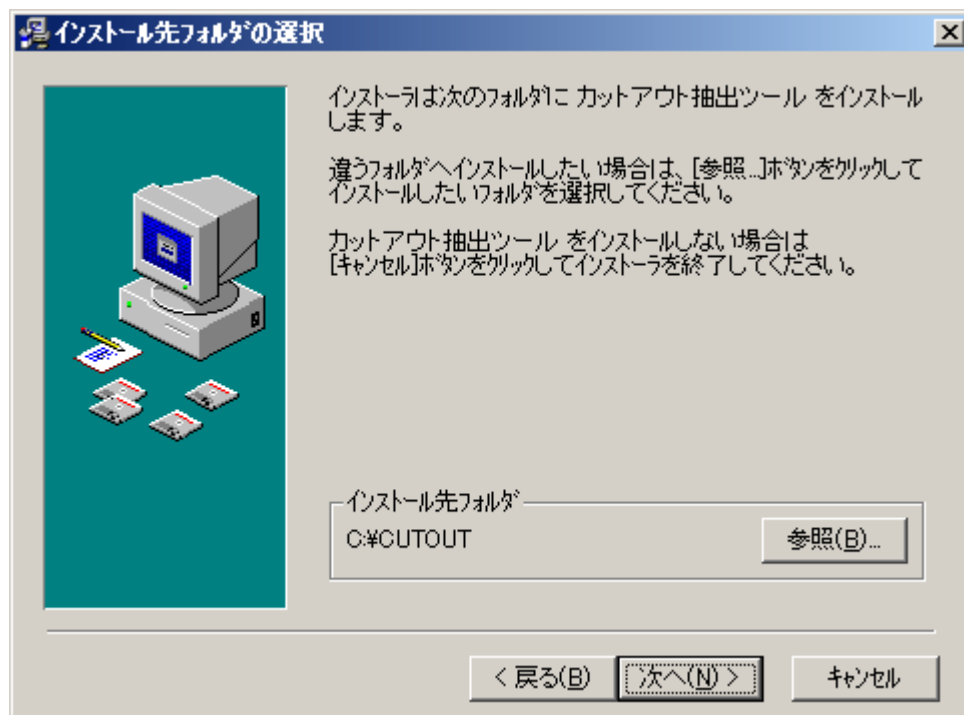 インストール先フォルダの選択
インストーラは次のフォルダに カットアウト抽出ツール をインストール
します。
違うフォルダへインストールしたい場合は、[参照...]ボタンをクリックして
インストールしたいフォルダを選択してください。
カットアウト抽出ツール をインストールしない場合は
[キャンセル]ボタンをクリックしてインストーラを終了してください。
インストール先フォルダ
C:¥CUTOUT
参照(B)...
< 戻る(B)
次へ(N) >
キャンセル